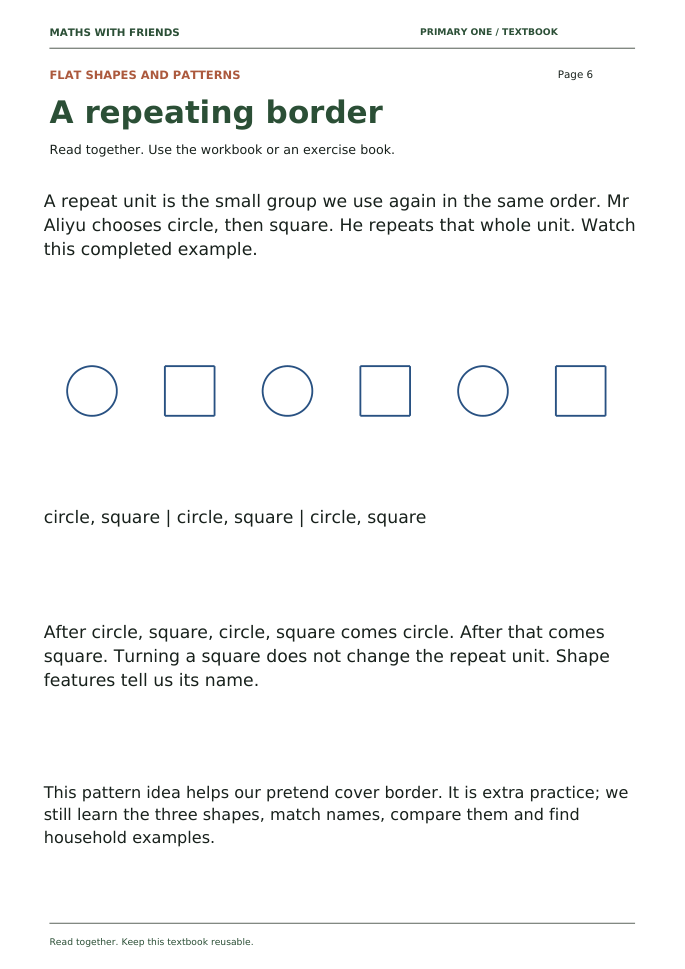 MATHS WITH FRIENDS
PRIMARY ONE / TEXTBOOK
FLAT SHAPES AND PATTERNS
Page 6
A repeating border
Read together. Use the workbook or an exercise book.
A repeat unit is the small group we use again in the same order. Mr
Aliyu chooses circle, then square. He repeats that whole unit. Watch
this completed example.
circle, square | circle, square | circle, square
After circle, square, circle, square comes circle. After that comes
square. Turning a square does not change the repeat unit. Shape
features tell us its name.
This pattern idea helps our pretend cover border. It is extra practice; we
still learn the three shapes, match names, compare them and find
household examples.
Read together. Keep this textbook reusable.